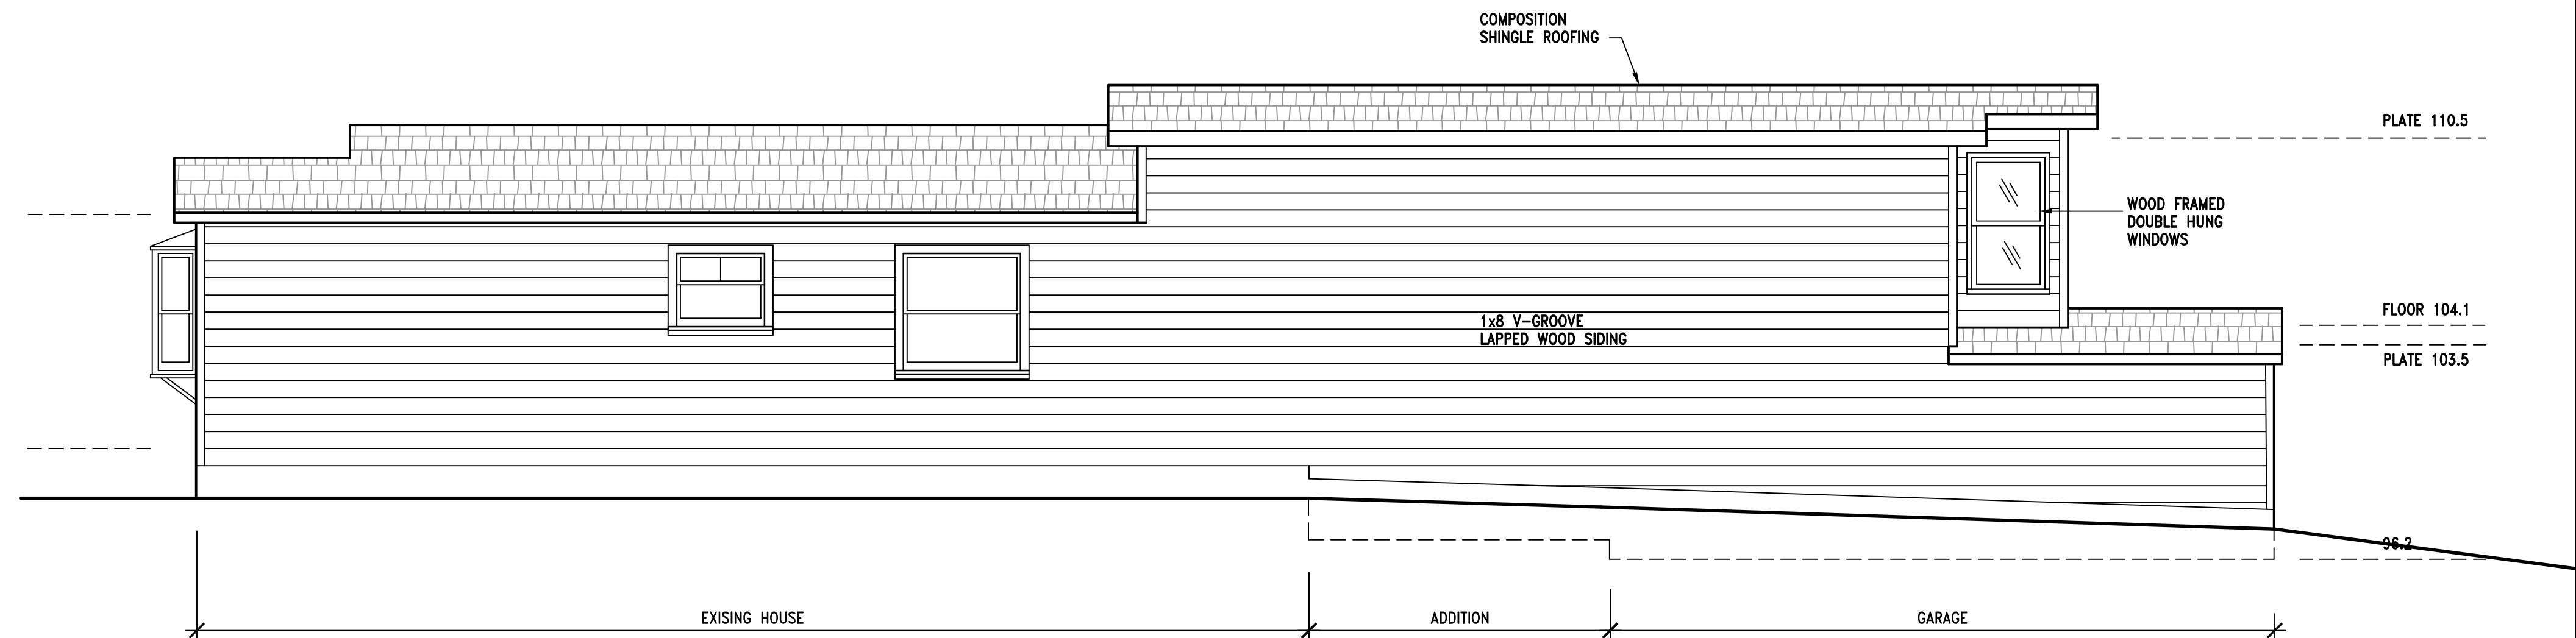 COMPOSITION
SHINGLE ROOFING
PLATE 110.5
WOOD FRAMED
DOUBLE HUNG
WINDOWS
FLOOR 104.1
1x8 V-GROOVE
LAPPED WOOD SIDING
PLATE 103.5
96.2
EXISING HOUSE
ADDITION
GARAGE